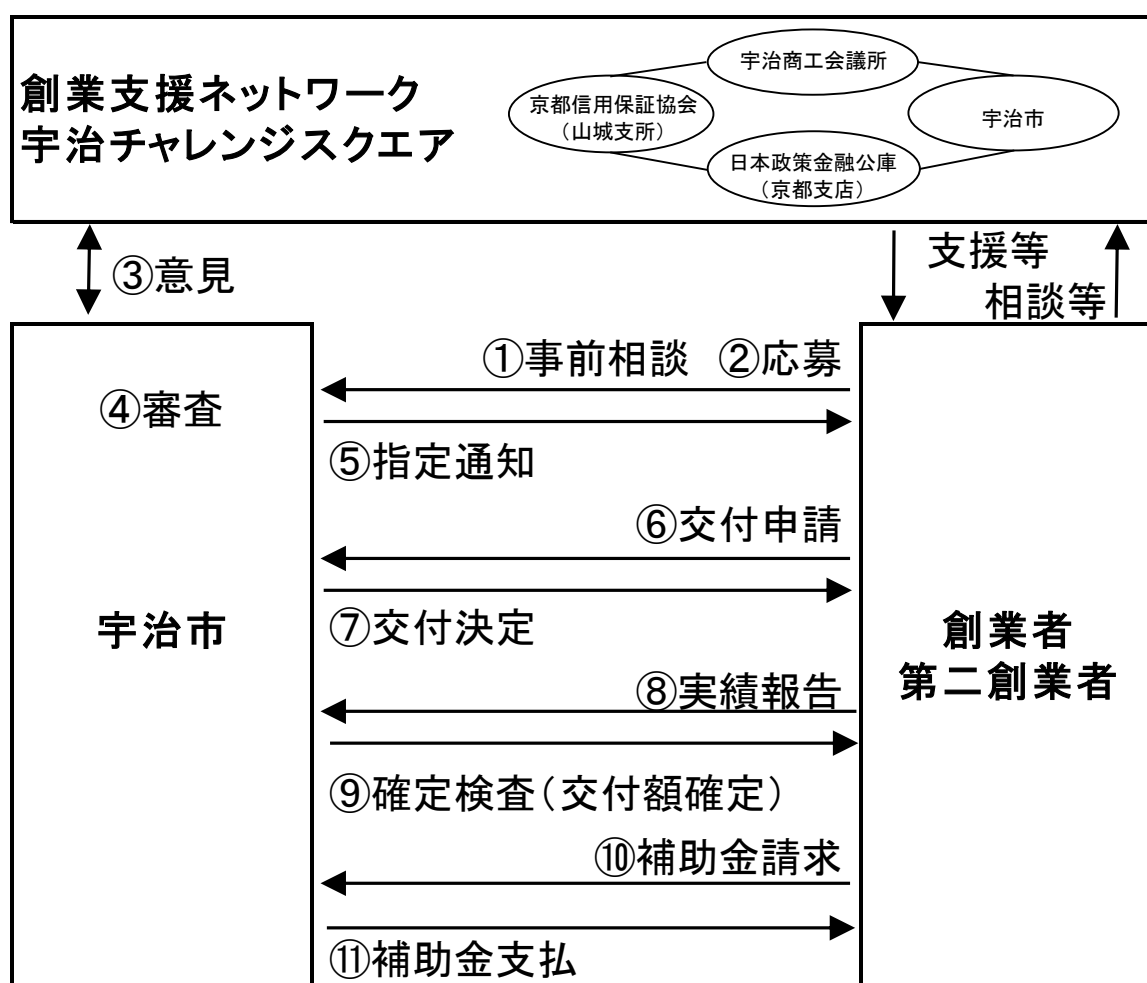 創業支援ネットワーク
宇治チャレンジスクエア
宇治商工会議所
京都信用保証協会
（山城支所）
宇治市
日本政策金融公庫
（京都支店）
③意見
支援等
相談等
①事前相談 ②応募
④審査
⑤指定通知
⑥交付申請
宇治市
⑦交付決定
創業者
第二創業者
⑧実績報告
⑨確定検査（交付額確定）
⑩補助金請求
⑪補助金支払